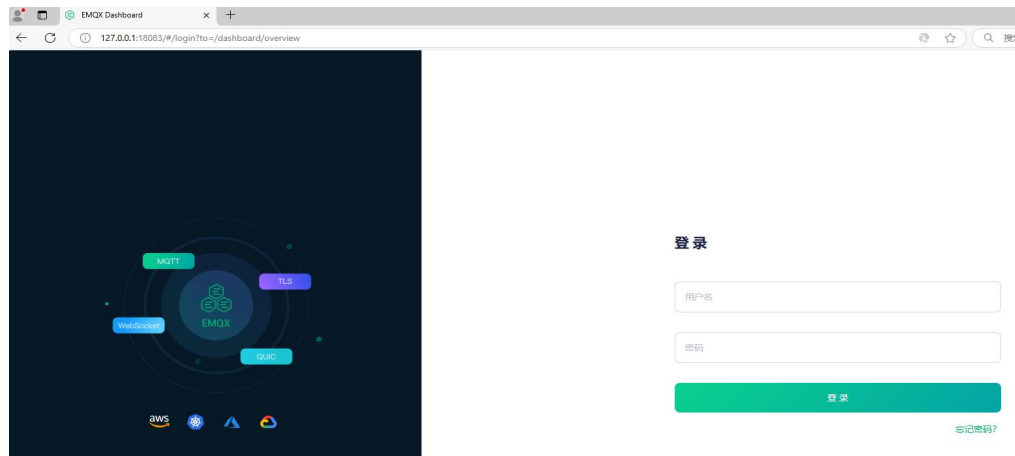 EMQX Dashboard
127.0.0.1:18083/#/login?to=/dashboard/overview
MQTT
TLS
EMQX
WebSocket
QUIC
aws
登录
用户名
密码
登录
忘记密码?